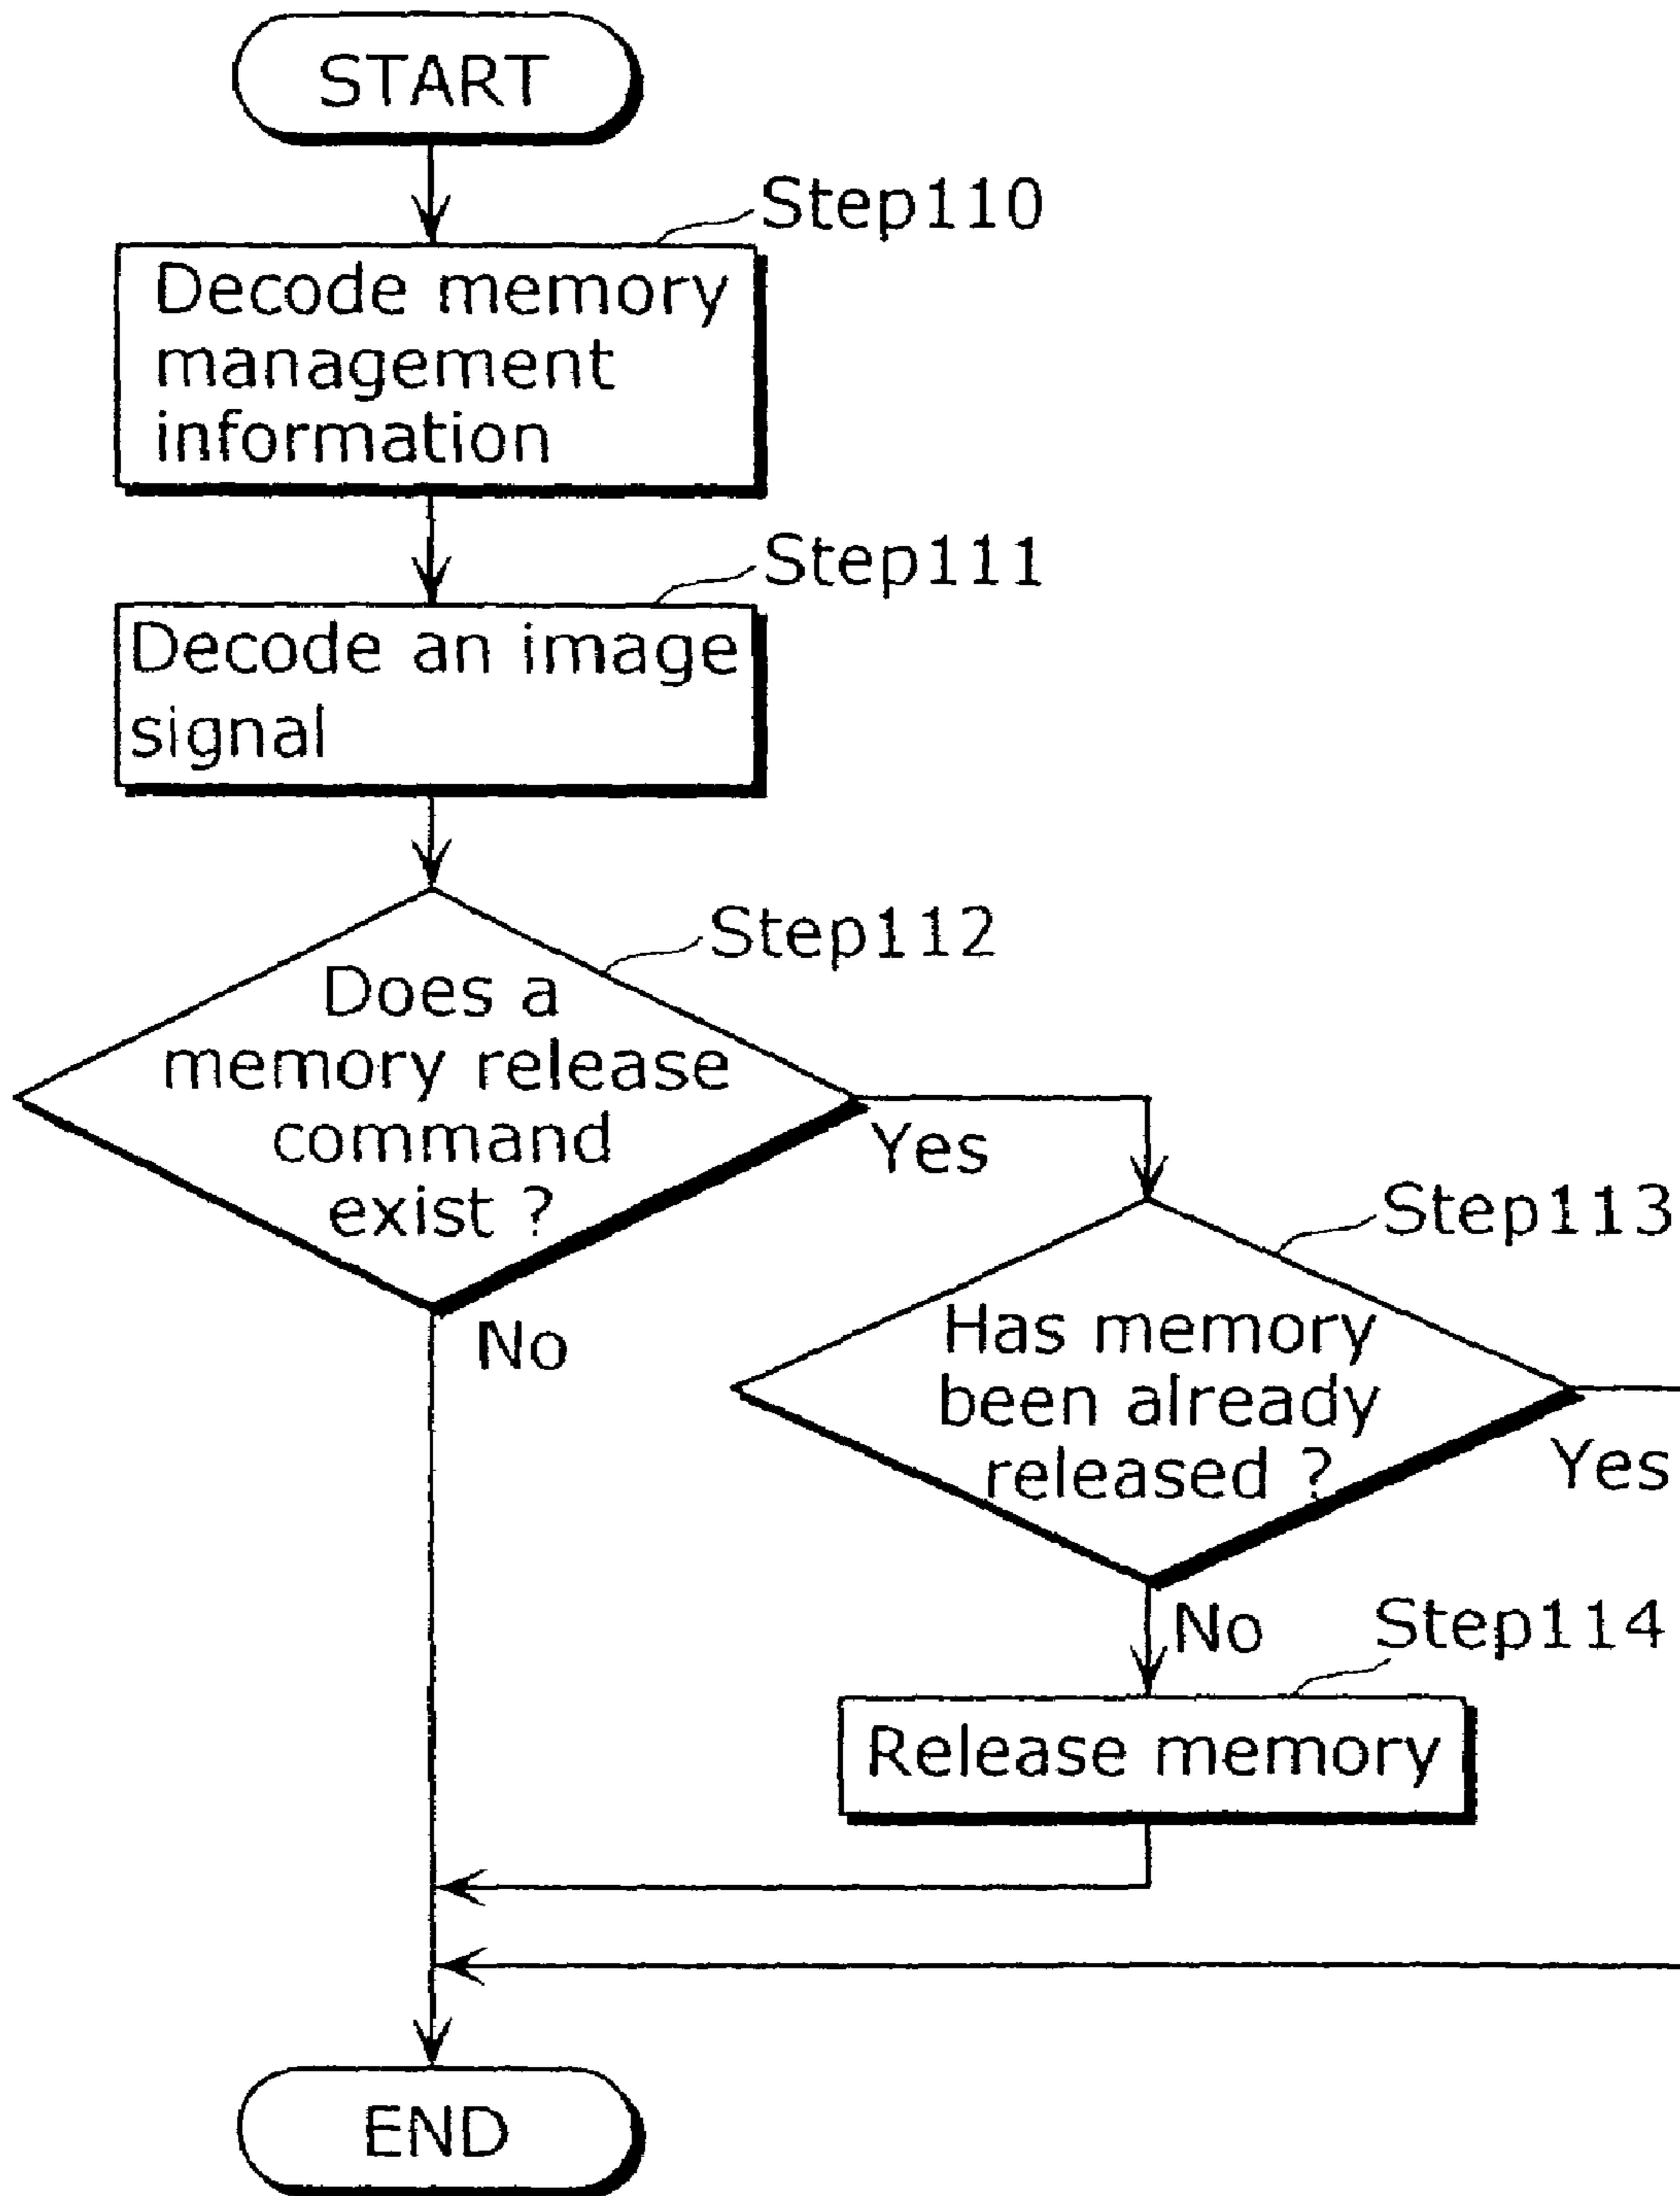 START
Step110
Decode memory
management
information
Step111
Decode an image
signal
Step112
Does a
memory release
command
exist ?
Yes
No
Step113
Has memory
been already
released ?
Yes
No
Step114
Release memory
END